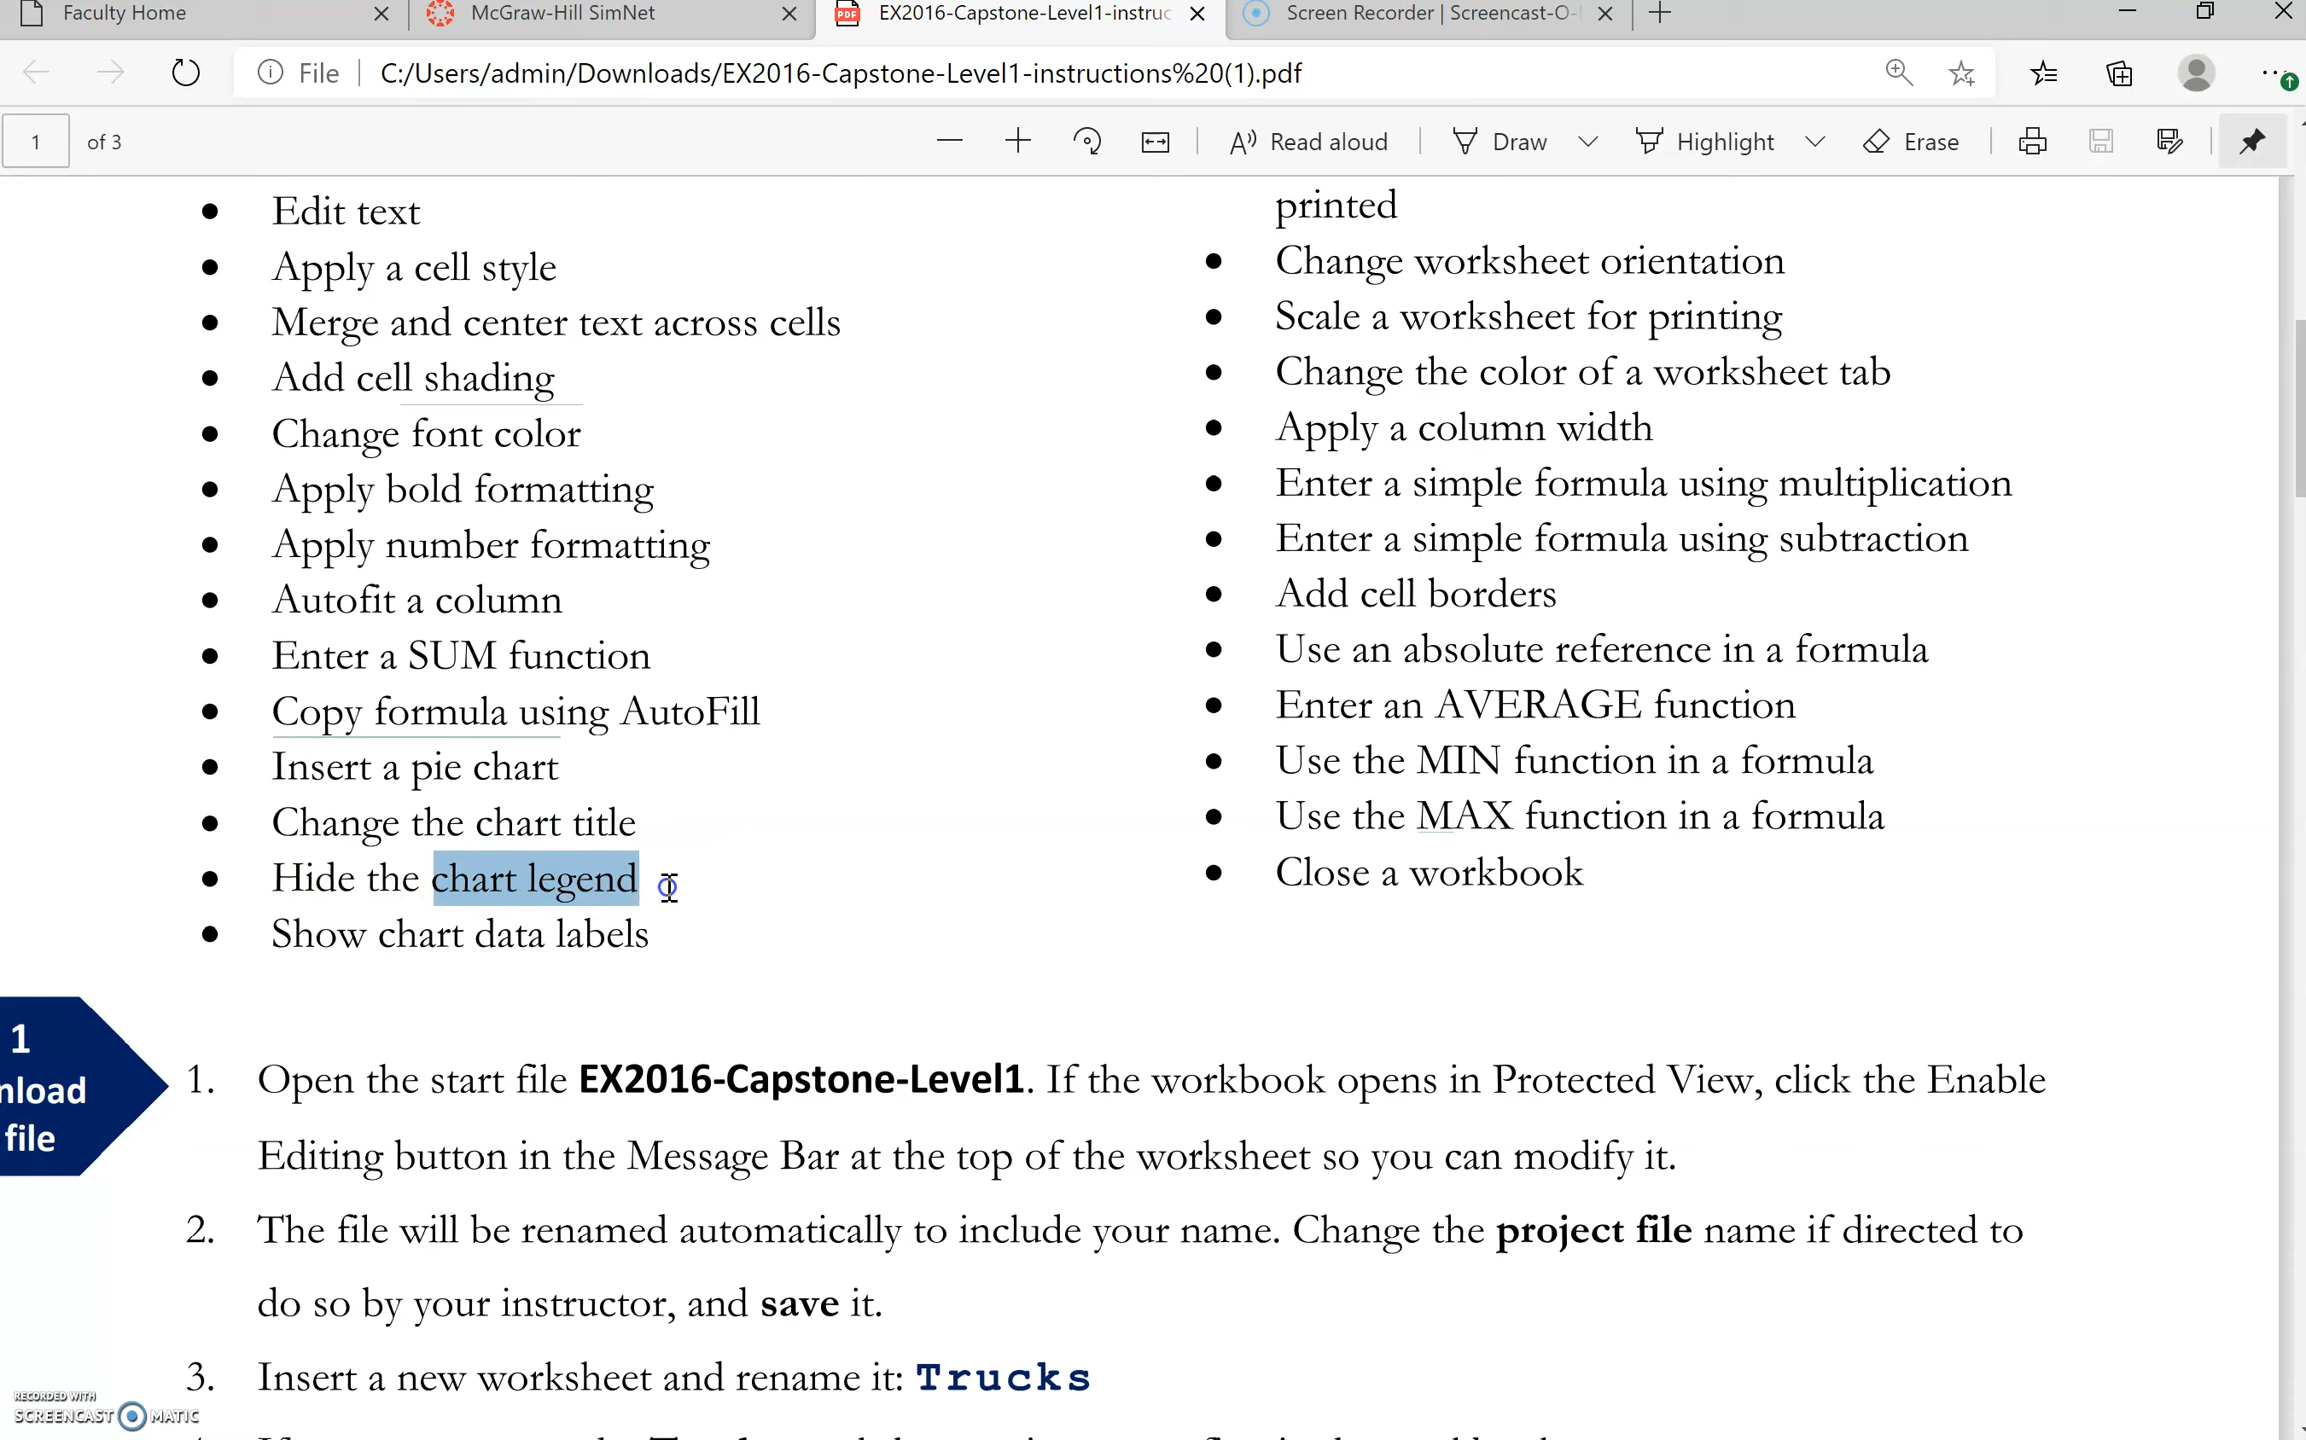 Faculty Home
McGraw-Hill SimNet
EX2016-Capstone-Level1-instruc
Screen Recorder | Screencast-O-
File
C:/Users/admin/Downloads/EX2016-Capstone-Level1-instructions%20(1).pdf
1 of 3
Read aloud
Draw
Highlight
Erase
• Edit text
• Apply a cell style
• Merge and center text across cells
• Add cell shading
• Change font color
• Apply bold formatting
• Apply number formatting
• Autofit a column
• Enter a SUM function
• Copy formula using AutoFill
• Insert a pie chart
• Change the chart title
• Hide the chart legend
• Show chart data labels
printed
• Change worksheet orientation
• Scale a worksheet for printing
• Change the color of a worksheet tab
• Apply a column width
• Enter a simple formula using multiplication
• Enter a simple formula using subtraction
• Add cell borders
• Use an absolute reference in a formula
• Enter an AVERAGE function
• Use the MIN function in a formula
• Use the MAX function in a formula
• Close a workbook
1
nload
file
1. Open the start file EX2016-Capstone-Level1. If the workbook opens in Protected View, click the Enable
Editing button in the Message Bar at the top of the worksheet so you can modify it.
2. The file will be renamed automatically to include your name. Change the project file name if directed to
do so by your instructor, and save it.
3. Insert a new worksheet and rename it: Trucks
RECORDED WITH
SCREENCAST MATIC